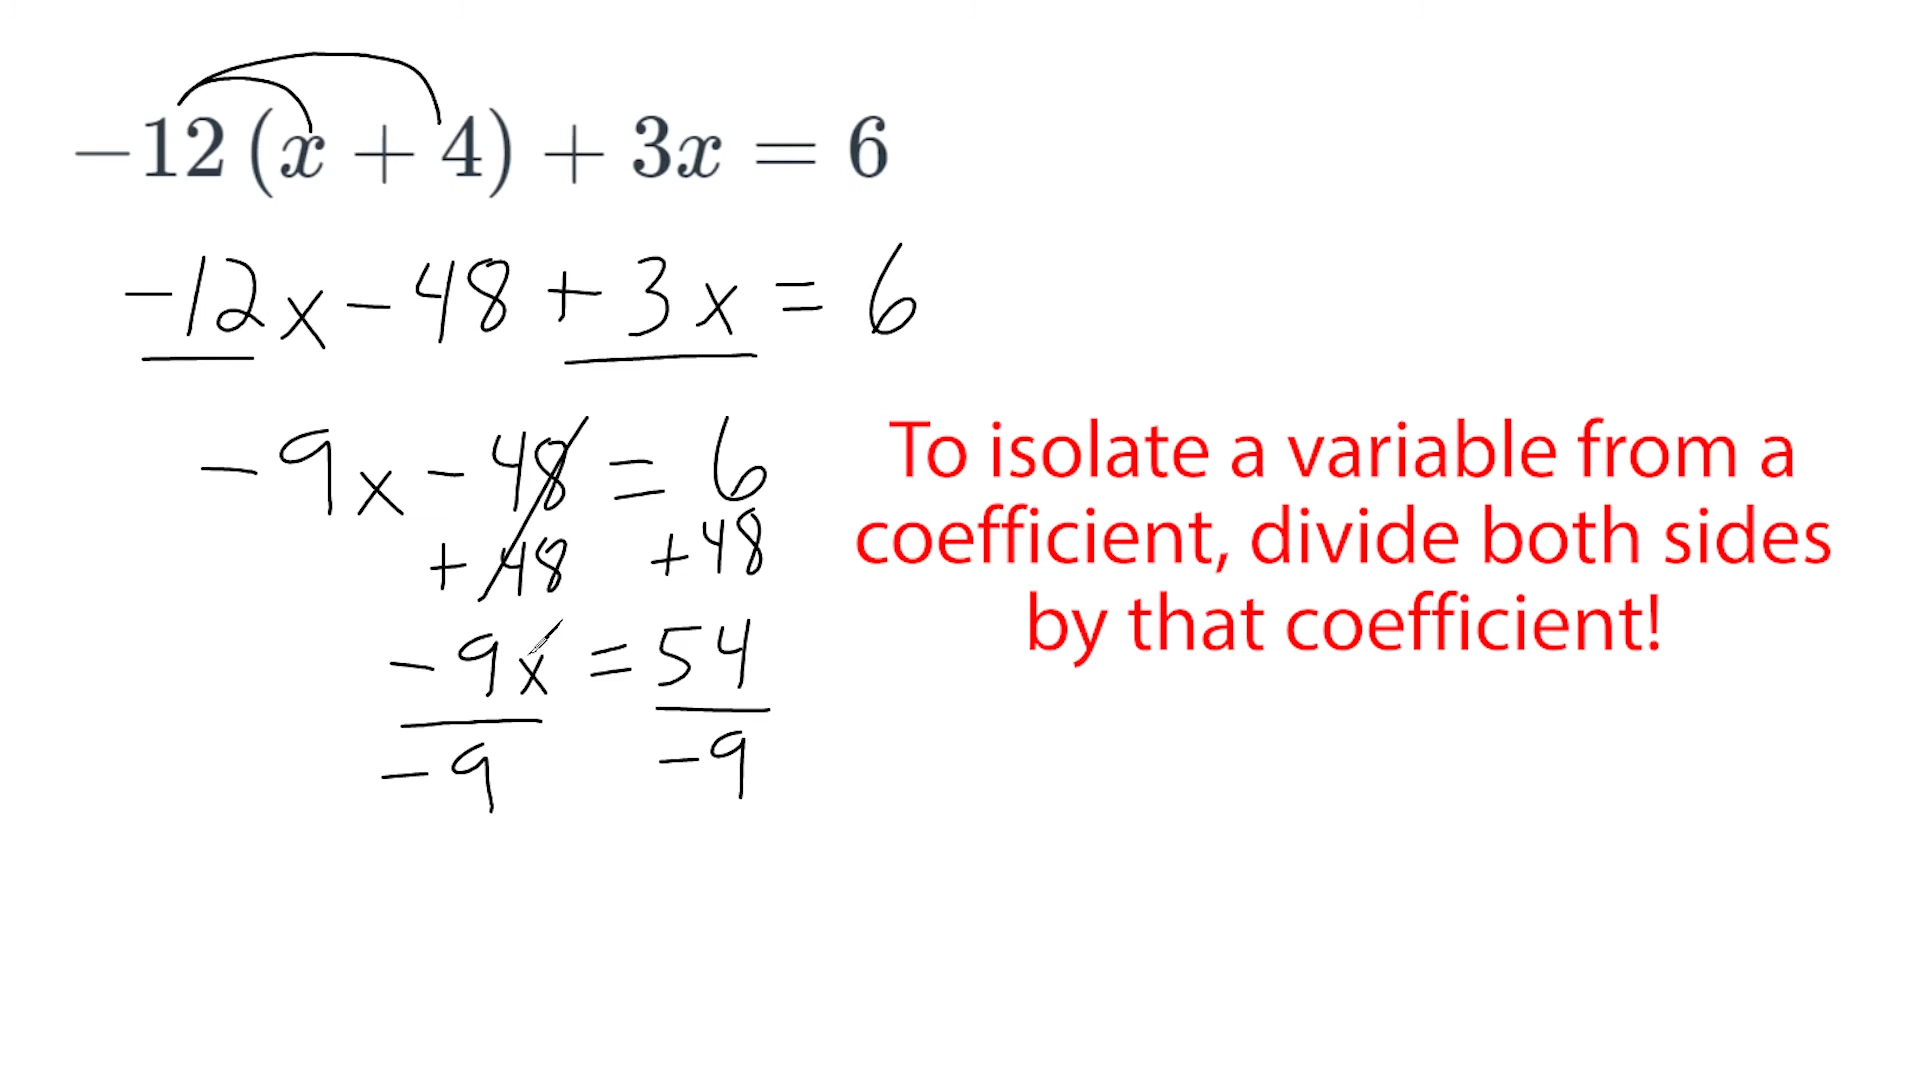 −12 (x + 4) + 3x = 6
-12x - 48 + 3x = 6
-9x - 48 = 6
+ 48 + 48
-9x = 54
-9 -9
To isolate a variable from a
coefficient, divide both sides
by that coefficient!